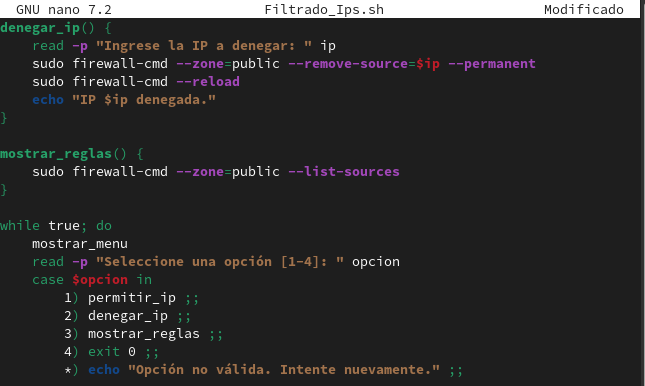 GNU nano 7.2 Filtrado_Ips.sh Modificado
denegar_ip() {
    read -p "Ingrese la IP a denegar: " ip
    sudo firewall-cmd --zone=public --remove-source=$ip --permanent
    sudo firewall-cmd --reload
    echo "IP $ip denegada."
}

mostrar_reglas() {
    sudo firewall-cmd --zone=public --list-sources
}

while true; do
    mostrar_menu
    read -p "Seleccione una opción [1-4]: " opcion
    case $opcion in
        1) permitir_ip ;;
        2) denegar_ip ;;
        3) mostrar_reglas ;;
        4) exit 0 ;;
        *) echo "Opción no válida. Intente nuevamente." ;;